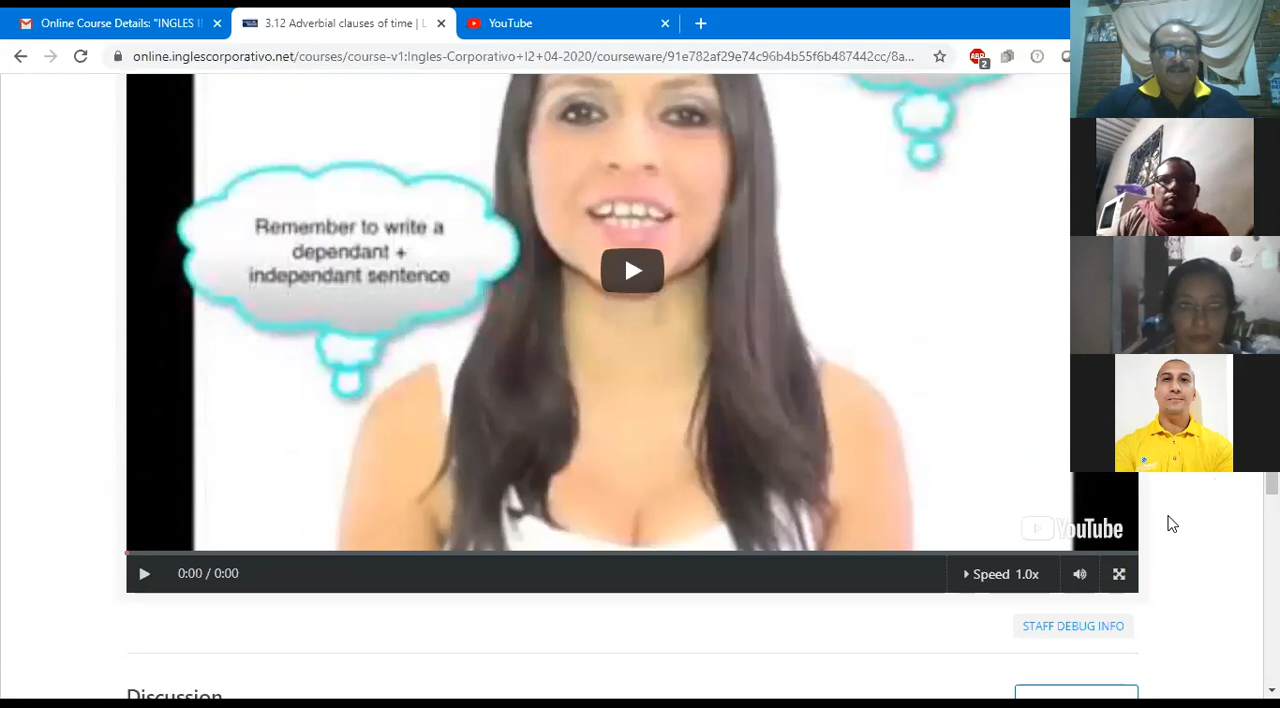 Online Course Details: "INGLES I
3.12 Adverbial clauses of time | L
YouTube
online.inglescorporativo.net/courses/course-v1:Ingles-Corporativo+I2+04-2020/courseware/91e782af29e74c96b4b55f6b487442cc/8a...
ABP
2
Remember to write a
dependant +
independant sentence
YouTube
0:00 / 0:00
Speed 1.0x
STAFF DEBUG INFO
Discussion